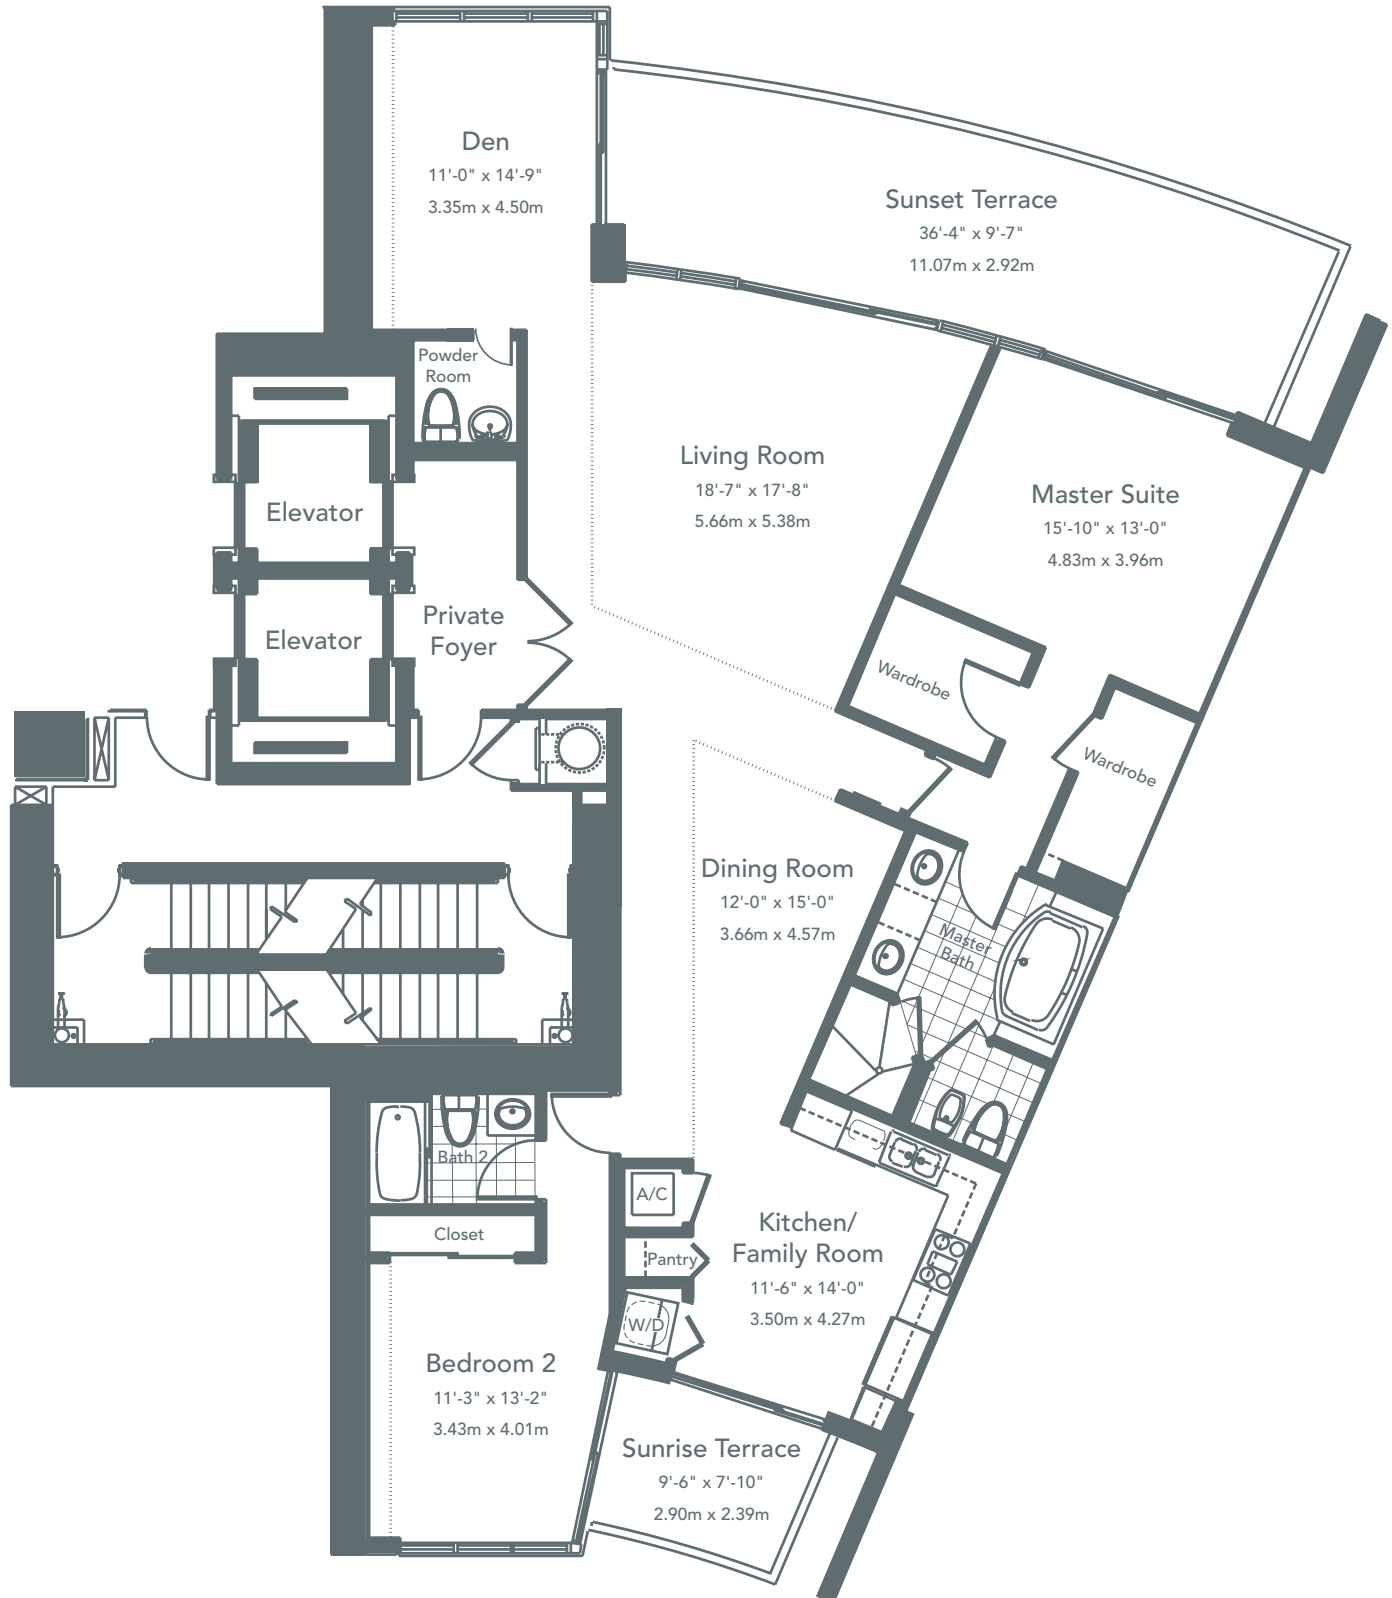 Den
11'-0" x 14'-9"
3.35m x 4.50m
Sunset Terrace
36'-4" x 9'-7"
11.07m x 2.92m
Powder
Room
Living Room
18'-7" x 17'-8"
5.66m x 5.38m
Master Suite
15'-10" x 13'-0"
4.83m x 3.96m
Elevator
Elevator
Private
Foyer
Wardrobe
Wardrobe
Dining Room
12'-0" x 15'-0"
3.66m x 4.57m
Master
Bath
Bath 2
A/C
Closet
Pantry
Kitchen/
Family Room
11'-6" x 14'-0"
3.50m x 4.27m
W/D
Bedroom 2
11'-3" x 13'-2"
3.43m x 4.01m
Sunrise Terrace
9'-6" x 7'-10"
2.90m x 2.39m